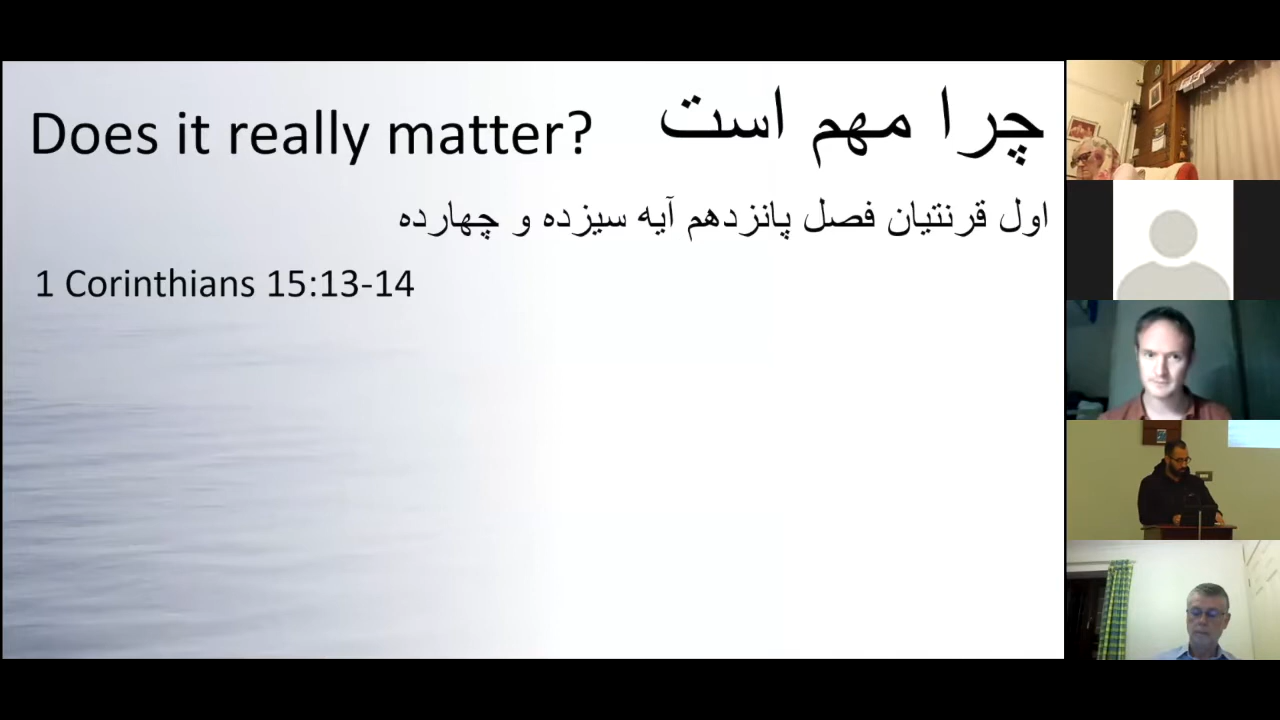 Does it really matter?
چرا مهم است
اول قرنتیان فصل پانزدهم آیه سیزده و چهارده
1 Corinthians 15:13-14